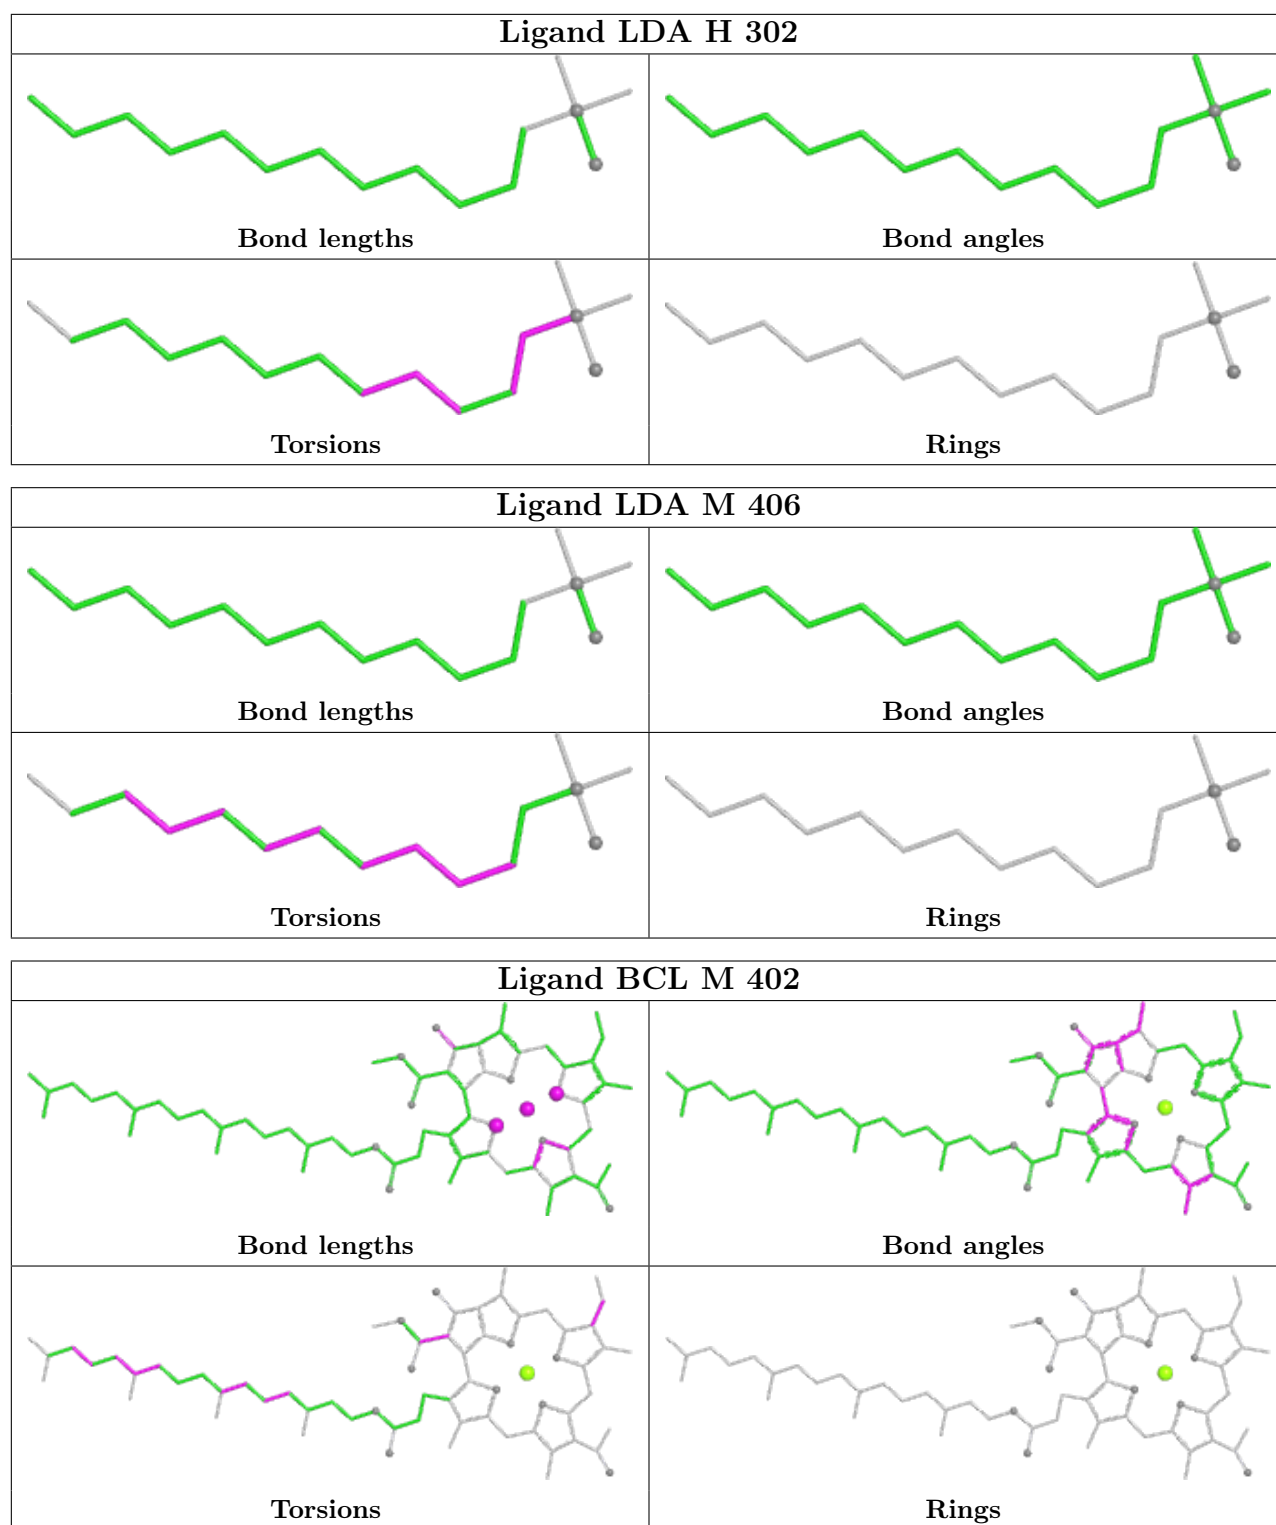 Ligand LDA H 302
Bond lengths
Bond angles
Torsions
Rings
Ligand LDA M 406
Bond lengths
Bond angles
Torsions
Rings
Ligand BCL M 402
Bond lengths
Bond angles
Torsions
Rings